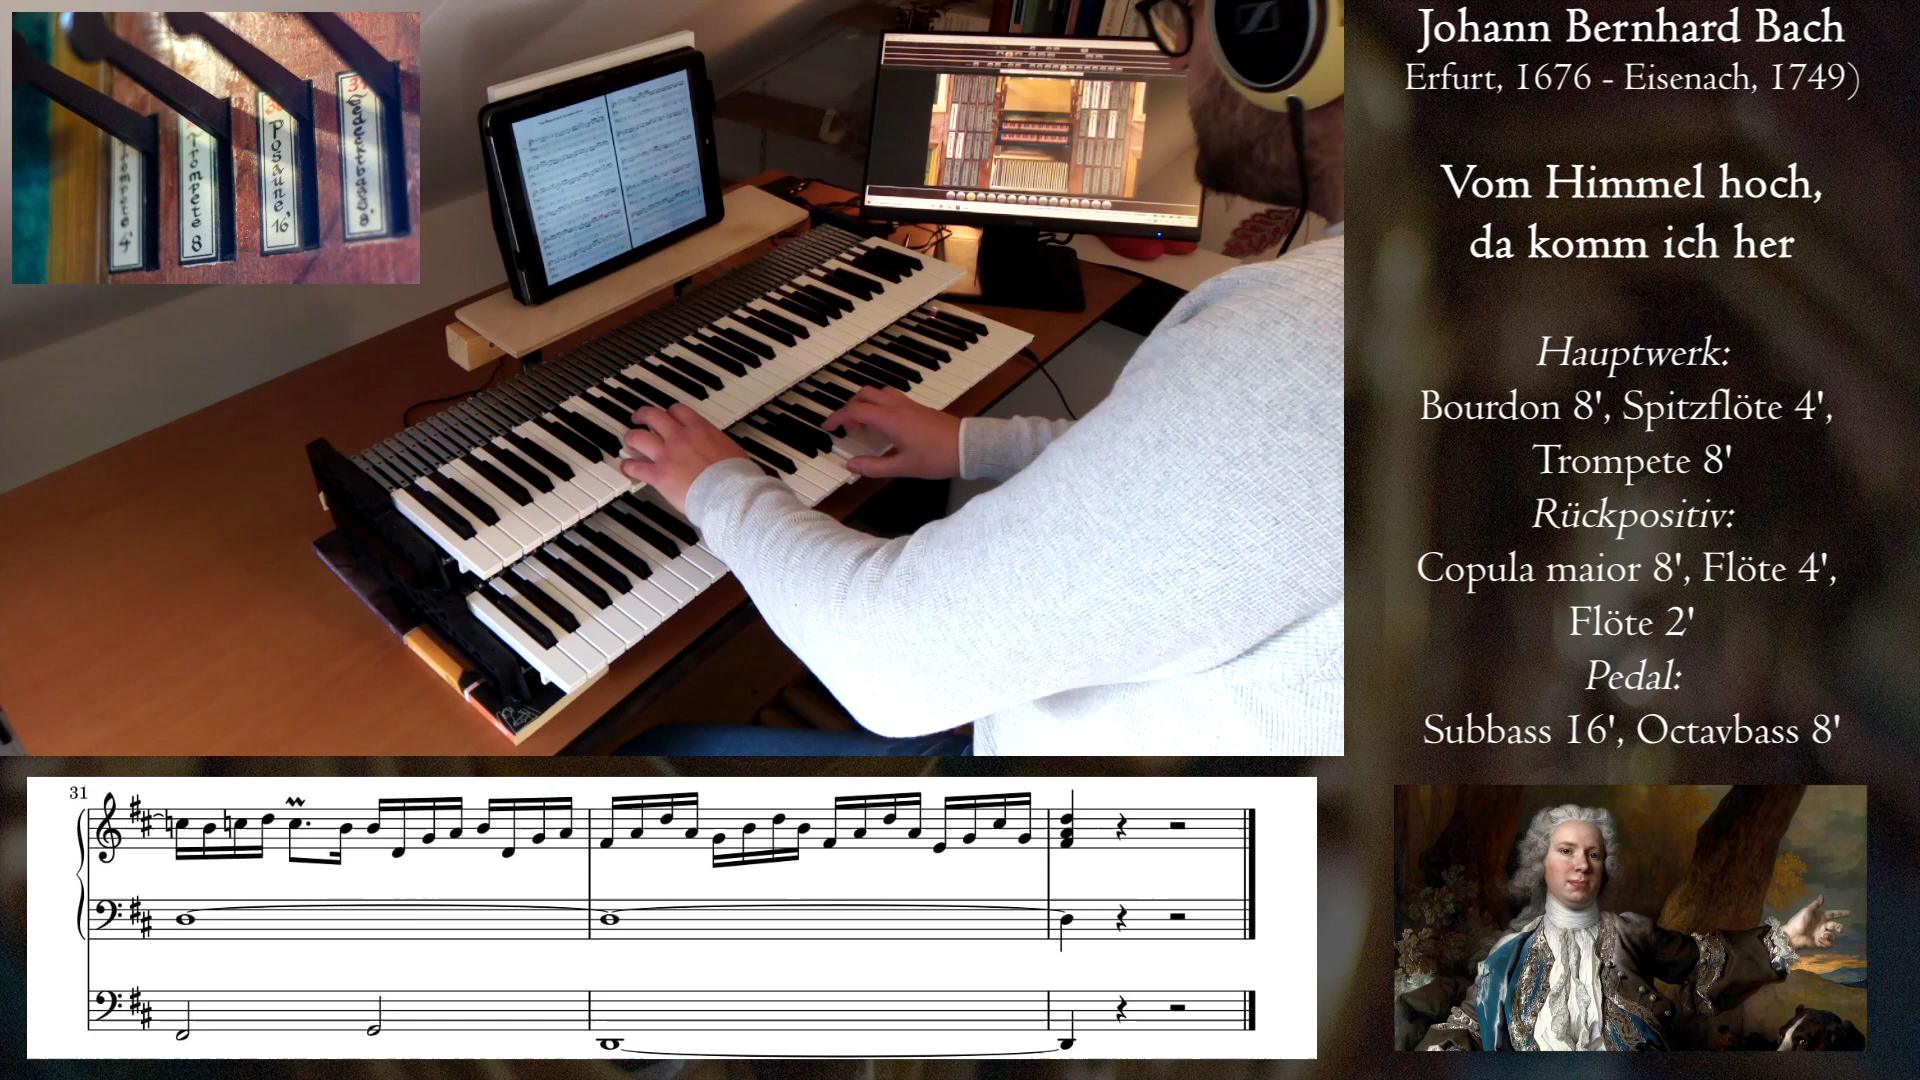 Trompete 4'
Trompete 8
Posaune 16'
Johann Bernhard Bach
Erfurt, 1676 - Eisenach, 1749)
Vom Himmel hoch,
da komm ich her
Hauptwerk:
Bourdon 8', Spitzflöte 4',
Trompete 8'
Rückpositiv:
Copula maior 8', Flöte 4',
Flöte 2'
Pedal:
Subbass 16', Octavbass 8'
31